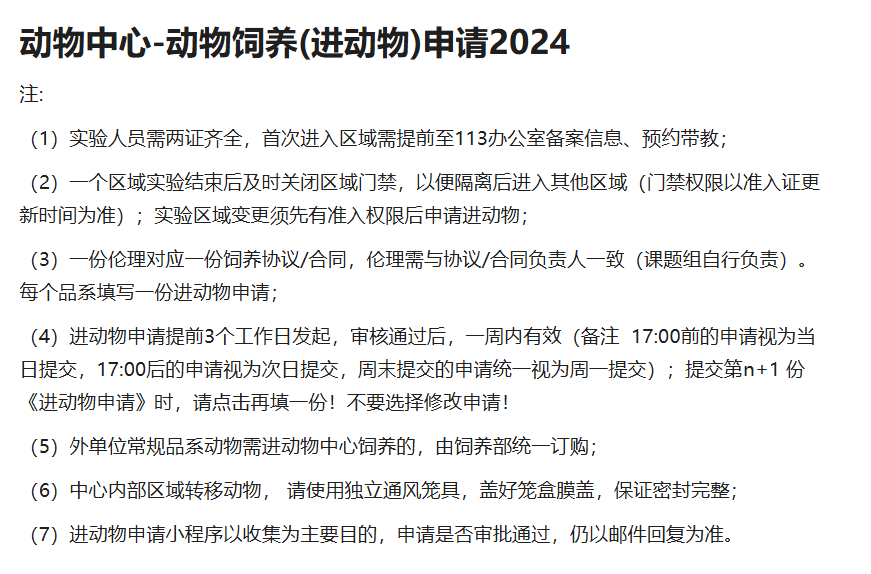 动物中心-动物饲养(进动物)申请2024
注:
（1）实验人员需两证齐全，首次进入区域需提前至113办公室备案信息、预约带教；
（2）一个区域实验结束后及时关闭区域门禁，以便隔离后进入其他区域（门禁权限以准入证更
新时间为准）；实验区域变更须先有准入权限后申请进动物；
（3）一份伦理对应一份饲养协议/合同，伦理需与协议/合同负责人一致（课题组自行负责）。
每个品系填写一份进动物申请；
（4）进动物申请提前3个工作日发起，审核通过后，一周内有效（备注 17:00前的申请视为当
日提交，17:00后的申请视为次日提交，周末提交的申请统一视为周一提交）；提交第n+1 份
《进动物申请》时，请点击再填一份！不要选择修改申请！
（5）外单位常规品系动物需进动物中心饲养的，由饲养部统一订购；
（6）中心内部区域转移动物， 请使用独立通风笼具，盖好笼盒膜盖，保证密封完整；
（7）进动物申请小程序以收集为主要目的，申请是否审批通过，仍以邮件回复为准。